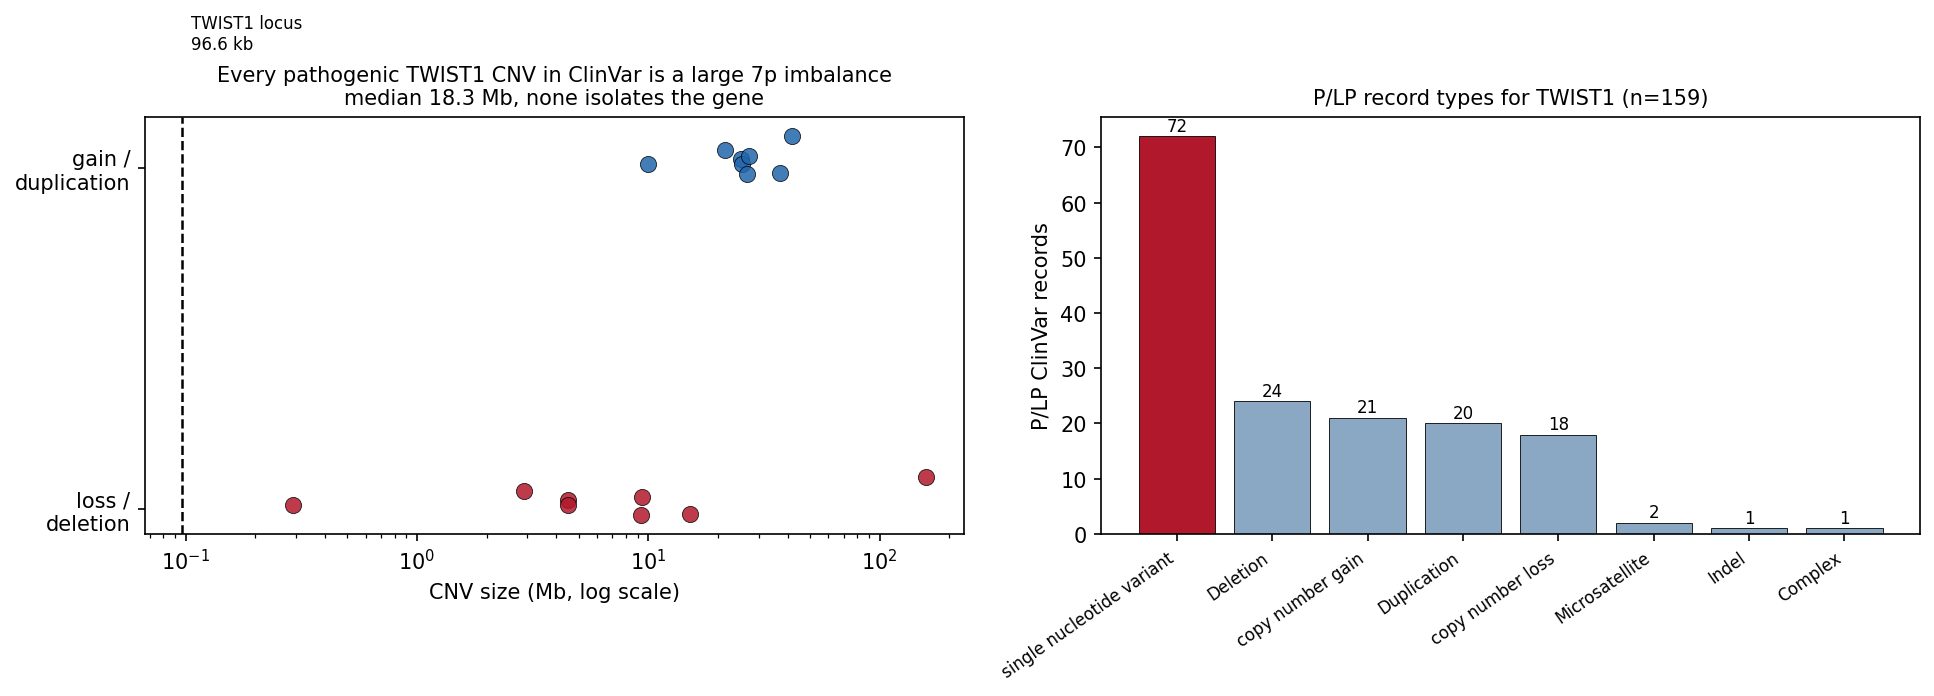 TWIST1 locus
96.6 kb
Every pathogenic TWIST1 CNV in ClinVar is a large 7p imbalance
median 18.3 Mb, none isolates the gene
gain /
duplication
loss /
deletion
10⁻¹
10⁰
10¹
10²
CNV size (Mb, log scale)
P/LP record types for TWIST1 (n=159)
P/LP ClinVar records
70
60
50
40
30
20
10
0
72
24
21
20
18
2
1
1
single nucleotide variant
Deletion
copy number gain
Duplication
copy number loss
Microsatellite
Indel
Complex